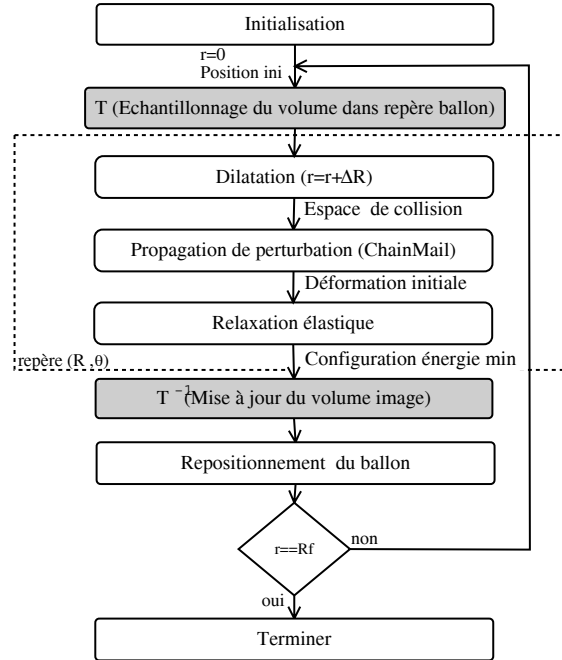 Initialisation
r=0
Position ini
T (Echantillonnage du volume dans repère ballon)
Dilatation (r=r+ΔR)
Espace de collision
Propagation de perturbation (ChainMail)
Déformation initiale
Relaxation élastique
repère (R ,θ)
Configuration énergie min
T -1 (Mise à jour du volume image)
Repositionnement du ballon
r==Rf
non
oui
Terminer